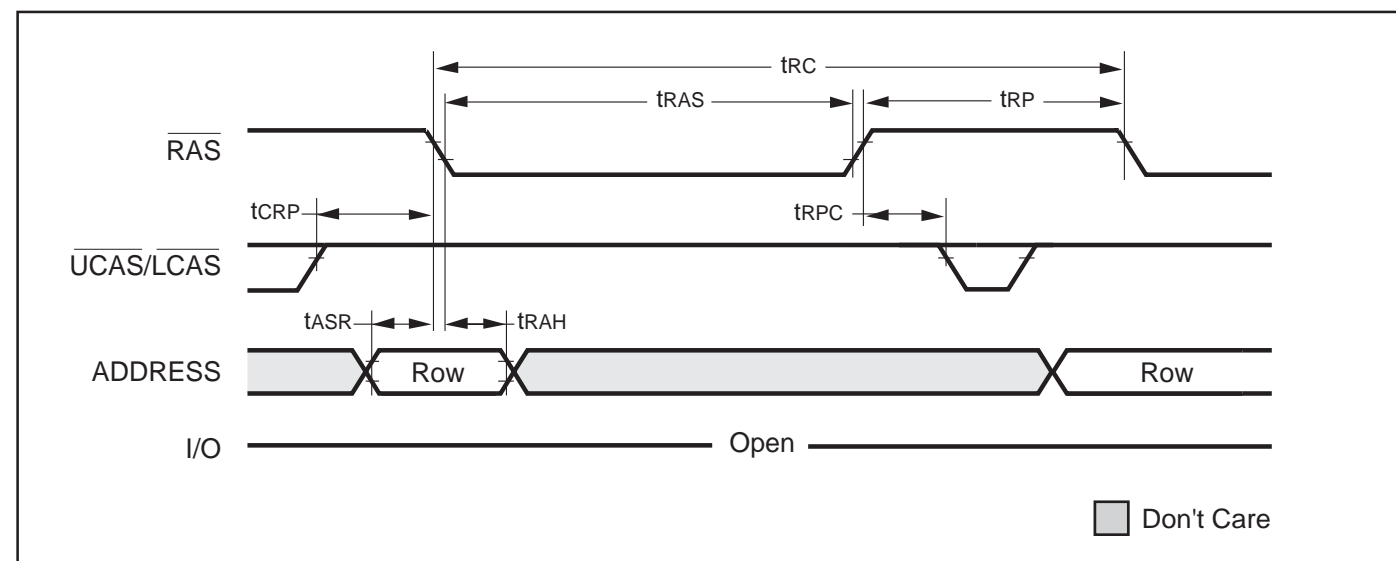 tRC
tRAS
tRP
RAS
tCRP
tRPC
UCAS/LCAS
tASR
tRAH
ADDRESS
Row
Row
I/O
Open
Don't Care